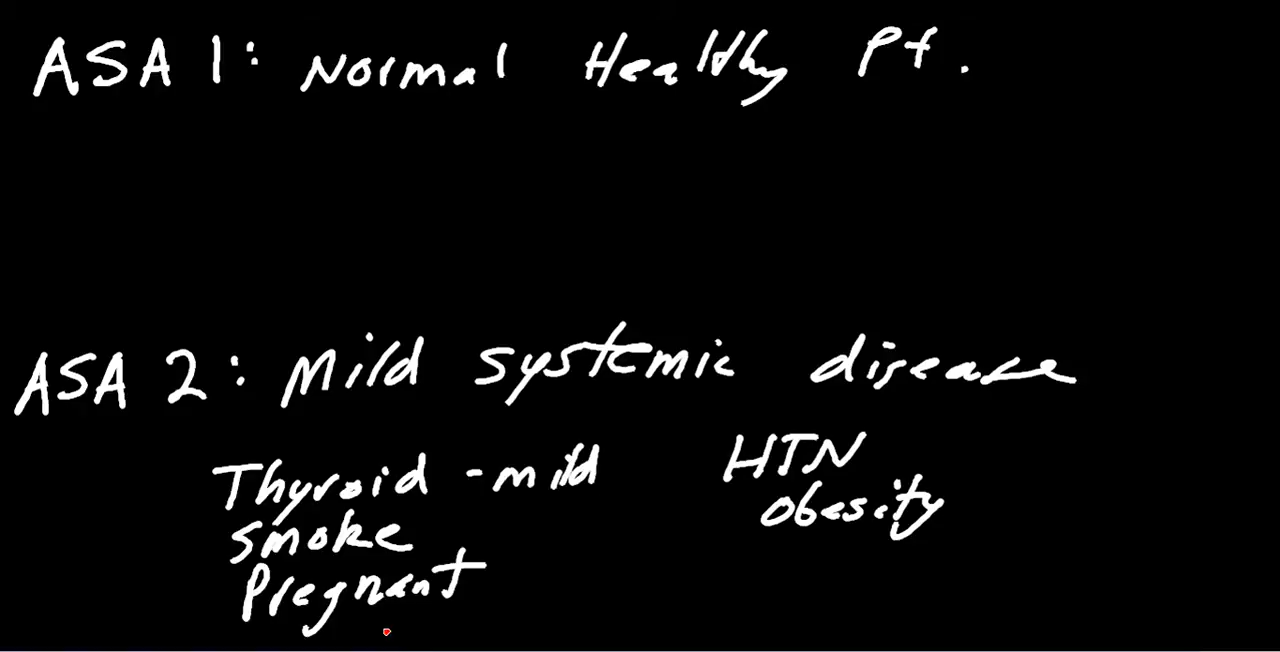 ASA 1: Normal Healthy Pt.
ASA 2: Mild systemic disease
Thyroid - mild
HTN
smoke
obesity
Pregnant